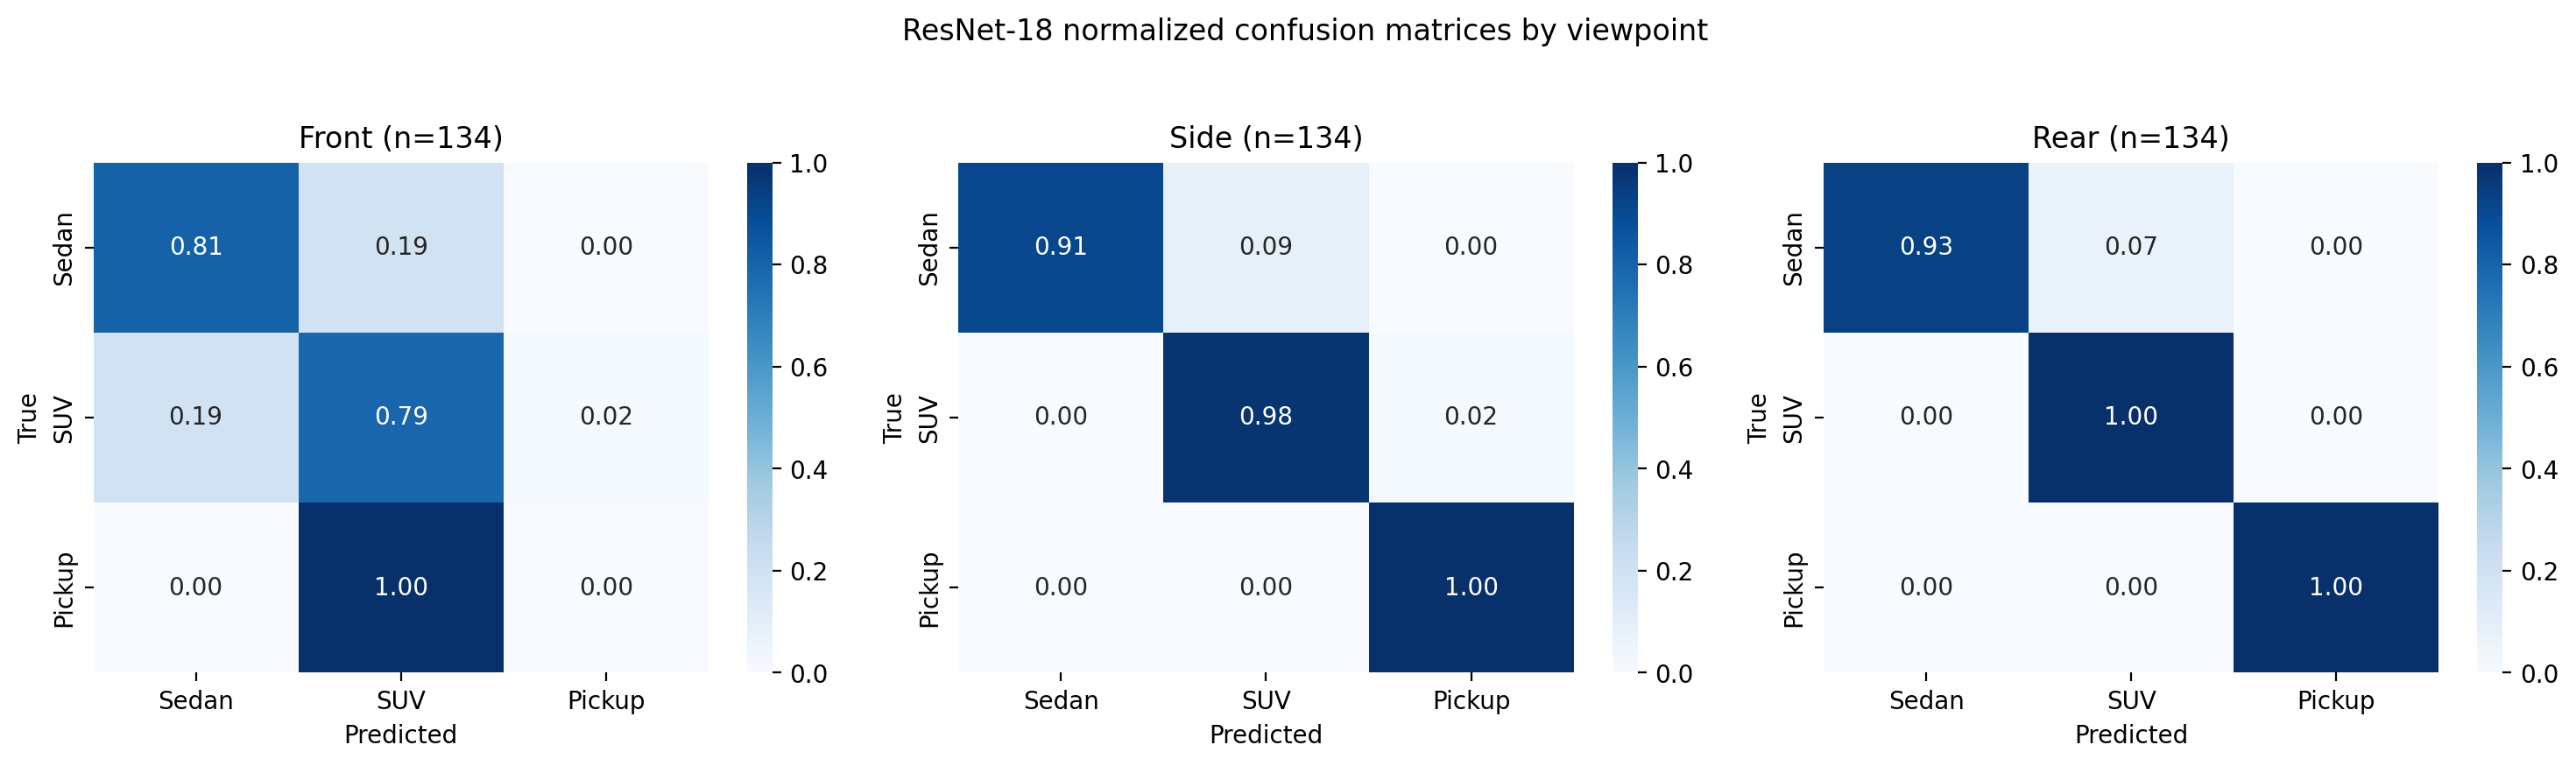 ResNet-18 normalized confusion matrices by viewpoint
Front (n=134)
True
Sedan
SUV
Pickup
0.81 0.19 0.00
0.19 0.79 0.02
0.00 1.00 0.00
Sedan SUV Pickup
Predicted
1.0
0.8
0.6
0.4
0.2
0.0
Side (n=134)
True
Sedan
SUV
Pickup
0.91 0.09 0.00
0.00 0.98 0.02
0.00 0.00 1.00
Sedan SUV Pickup
Predicted
1.0
0.8
0.6
0.4
0.2
0.0
Rear (n=134)
True
Sedan
SUV
Pickup
0.93 0.07 0.00
0.00 1.00 0.00
0.00 0.00 1.00
Sedan SUV Pickup
Predicted
1.0
0.8
0.6
0.4
0.2
0.0